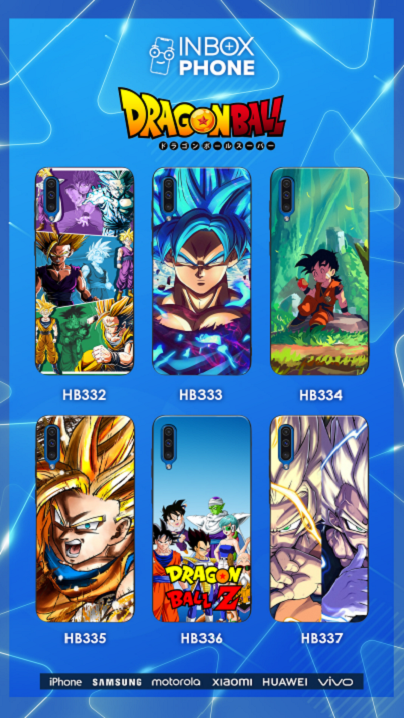 INBOX
PHONE
DRAGON BALL
ドラゴンボールスーパー
HB332
HB333
HB334
DRAGON
BALL Z
HB335
HB336
HB337
iPhone SAMSUNG motorola XIAOMI HUAWEI VIVO